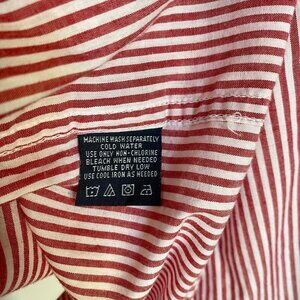 MACHINE WASH SEPARATELY
COLD WATER
USE ONLY NON-CHLORINE
BLEACH WHEN NEEDED
TUMBLE DRY LOW
USE COOL IRON AS NEEDED